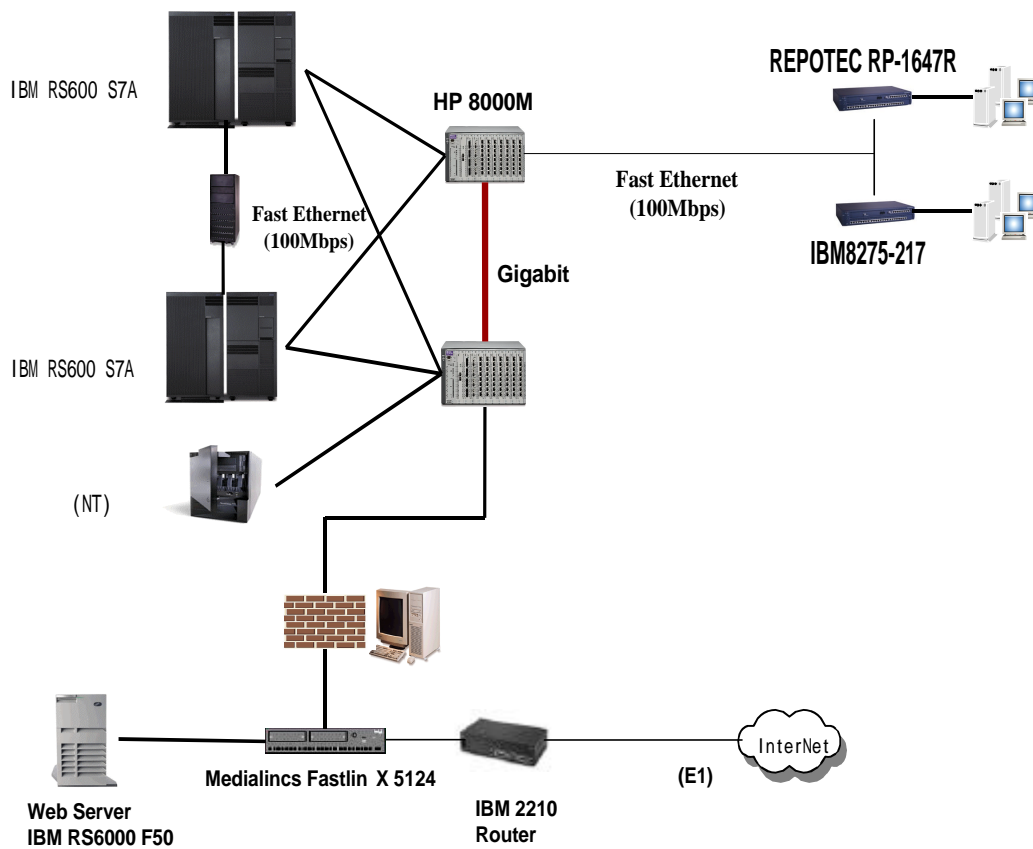 REPOTEC RP-1647R
IBM RS600 S7A
HP 8000M
Fast Ethernet
(100Mbps)
Fast Ethernet
(100Mbps)
IBM8275-217
Gigabit
IBM RS600 S7A
(NT)
InterNet
Medialincs Fastlin X 5124
(E1)
Web Server
IBM RS6000 F50
IBM 2210
Router